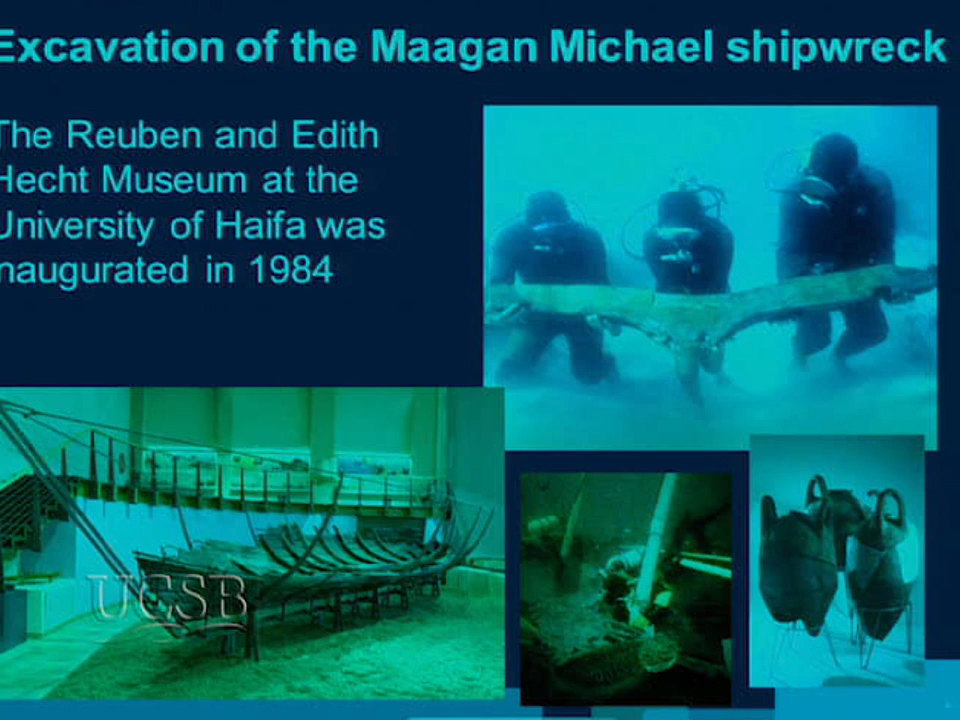 Excavation of the Maagan Michael shipwreck
The Reuben and Edith
Hecht Museum at the
University of Haifa was
inaugurated in 1984
UCSB